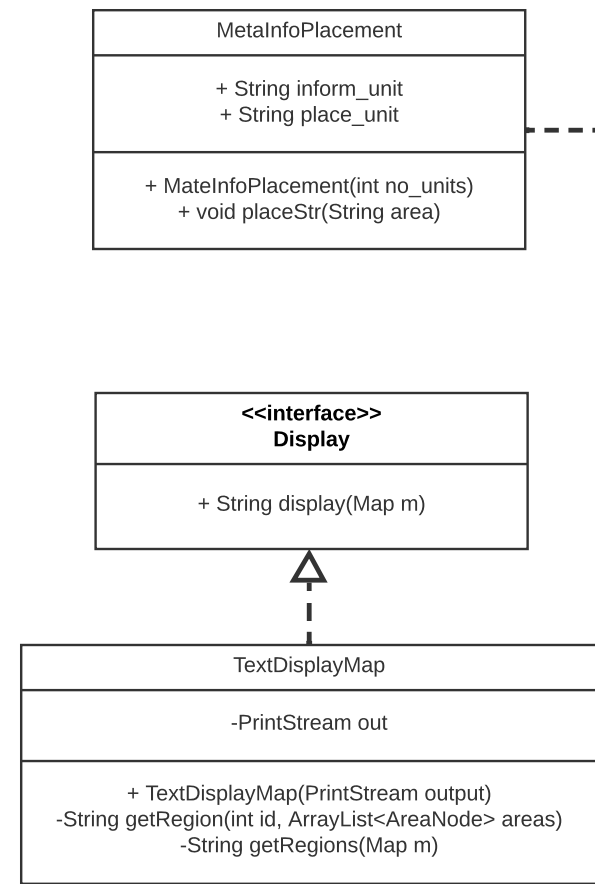 MetaInfoPlacement
+ String inform_unit
+ String place_unit
+ MateInfoPlacement(int no_units)
+ void placeStr(String area)
<<interface>>
Display
+ String display(Map m)
TextDisplayMap
-PrintStream out
+ TextDisplayMap(PrintStream output)
-String getRegion(int id, ArrayList<AreaNode> areas)
-String getRegions(Map m)